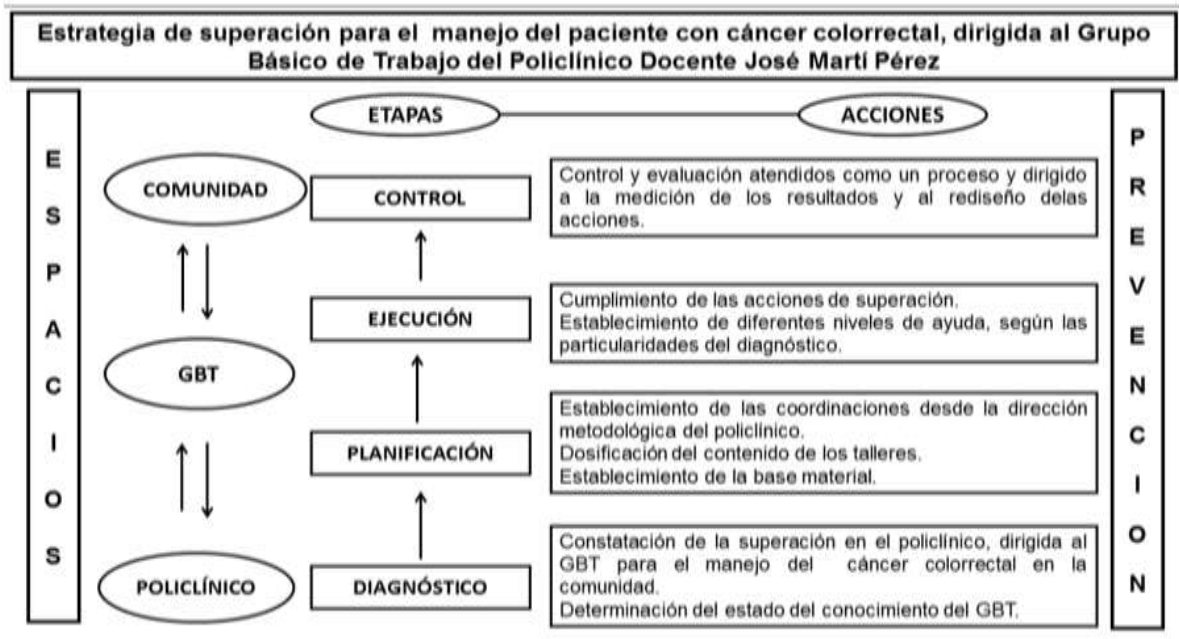 Estrategia de superación para el manejo del paciente con cáncer colorrectal, dirigida al Grupo
Básico de Trabajo del Policlínico Docente José Martí Pérez
ESPACIOS
ETAPAS
ACCIONES
COMUNIDAD
GBT
POLICLÍNICO
CONTROL
Control y evaluación atendidos como un proceso y dirigido
a la medición de los resultados y al rediseño delas
acciones.
EJECUCIÓN
Cumplimiento de las acciones de superación.
Establecimiento de diferentes niveles de ayuda, según las
particularidades del diagnóstico.
PLANIFICACIÓN
Establecimiento de las coordinaciones desde la dirección
metodológica del policlínico.
Dosificación del contenido de los talleres.
Establecimiento de la base material.
DIAGNÓSTICO
Constatación de la superación en el policlínico, dirigida al
GBT para el manejo del cáncer colorrectal en la
comunidad.
Determinación del estado del conocimiento del GBT.
PREVENCION